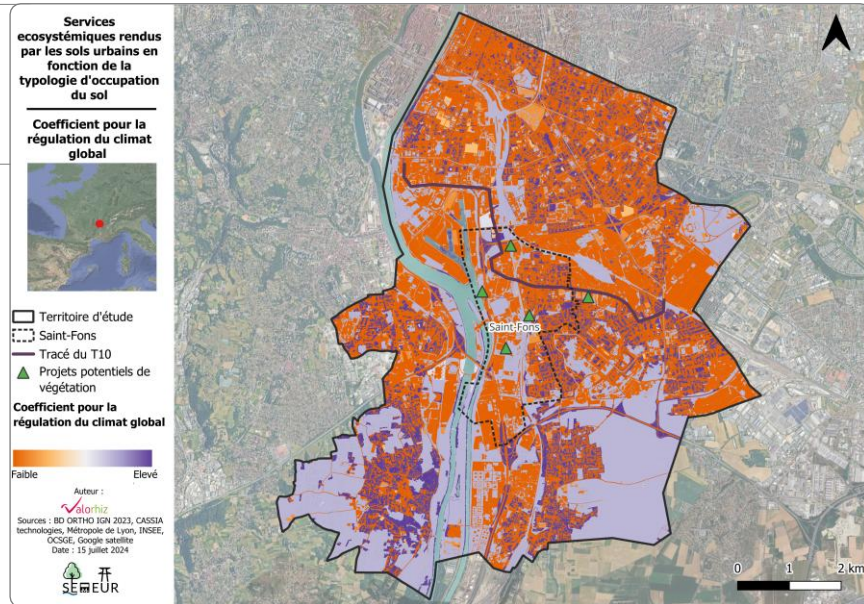 Services
ecosystémiques rendus
par les sols urbains en
fonction de la
typologie d'occupation
du sol
Coefficient pour la
régulation du climat
global
Territoire d'étude
Saint-Fons
Tracé du T10
Projets potentiels de
végétation
Coefficient pour la
régulation du climat global
Faible Elevé
Auteur :
Valorhiz
Sources : BD ORTHO IGN 2023, CASSIA
technologies, Métropole de Lyon, INSEE,
OCSGE, Google satellite
Date : 15 juillet 2024
SEMEUR
Saint-Fons
0 1 2 km